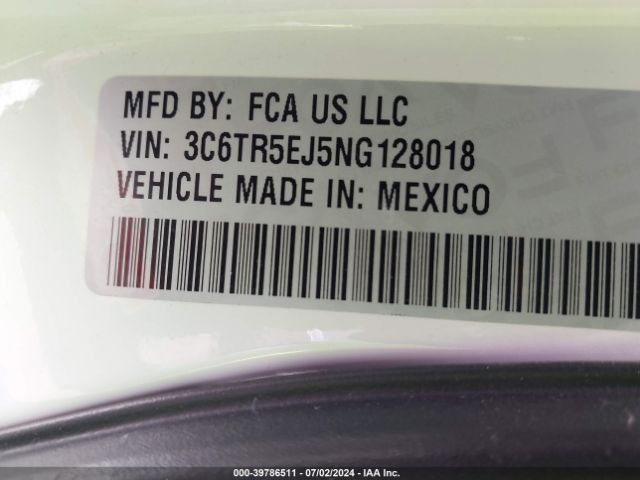 MFD BY: FCA US LLC
VIN: 3C6TR5EJ5NG128018
VEHICLE MADE IN: MEXICO
000-39786511 - 07/02/2024 - IAA Inc.